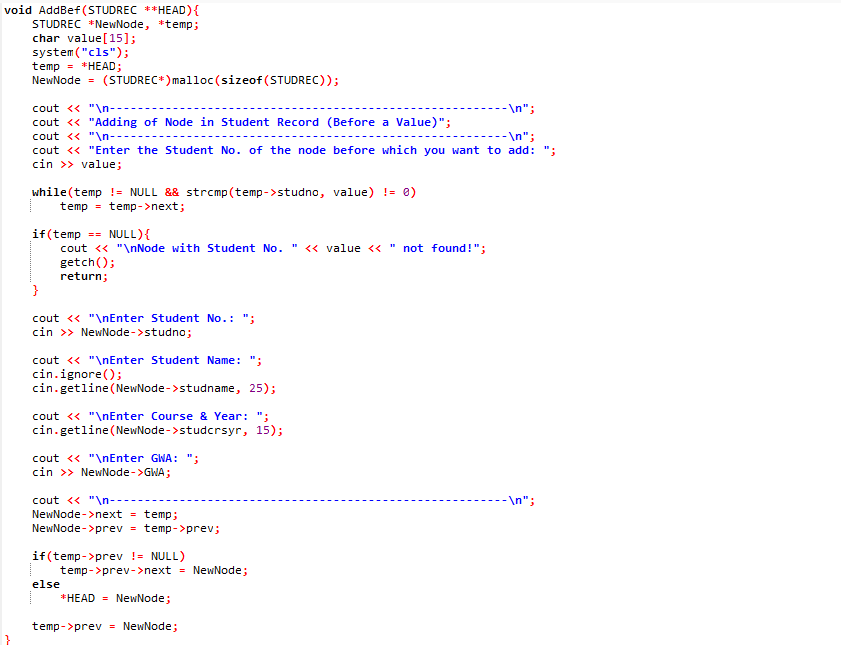 void AddBef(STUDREC **HEAD){
    STUDREC *NewNode, *temp;
    char value[15];
    system("cls");
    temp = *HEAD;
    NewNode = (STUDREC*)malloc(sizeof(STUDREC));

    cout << "\n---------------------------------------------------------\n";
    cout << "Adding of Node in Student Record (Before a Value)";
    cout << "\n---------------------------------------------------------\n";
    cout << "Enter the Student No. of the node before which you want to add: ";
    cin >> value;

    while(temp != NULL && strcmp(temp->studno, value) != 0)
        temp = temp->next;

    if(temp == NULL){
        cout << "\nNode with Student No. " << value << " not found!";
        getch();
        return;
    }

    cout << "\nEnter Student No.: ";
    cin >> NewNode->studno;

    cout << "\nEnter Student Name: ";
    cin.ignore();
    cin.getline(NewNode->studname, 25);

    cout << "\nEnter Course & Year: ";
    cin.getline(NewNode->studcrsyr, 15);

    cout << "\nEnter GWA: ";
    cin >> NewNode->GWA;

    cout << "\n---------------------------------------------------------\n";
    NewNode->next = temp;
    NewNode->prev = temp->prev;

    if(temp->prev != NULL)
        temp->prev->next = NewNode;
    else
        *HEAD = NewNode;

    temp->prev = NewNode;
}